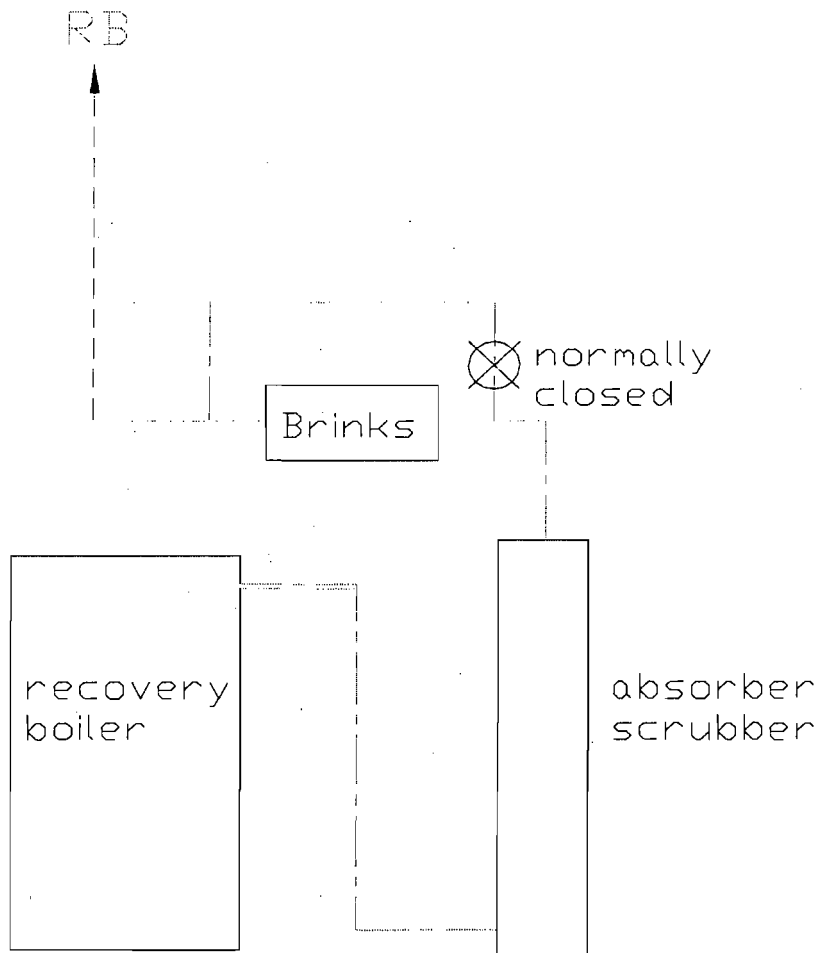 RB
normally
closed
Brinks
recovery
boiler
absorber
scrubber